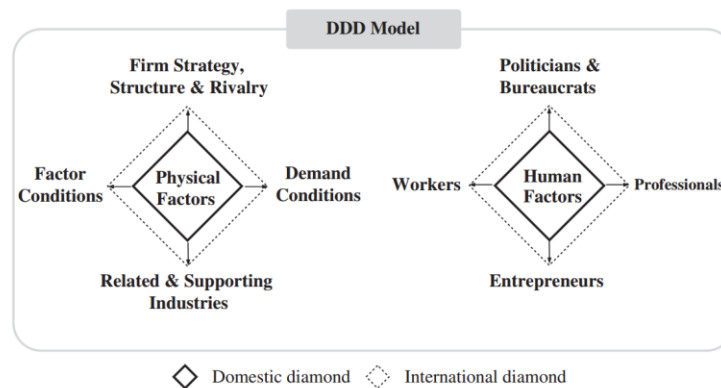 DDD Model
Firm Strategy,
Structure & Rivalry
Factor
Conditions
Physical
Factors
Demand
Conditions
Related & Supporting
Industries
Politicians &
Bureaucrats
Workers
Human
Factors
Professionals
Entrepreneurs
Domestic diamond
International diamond